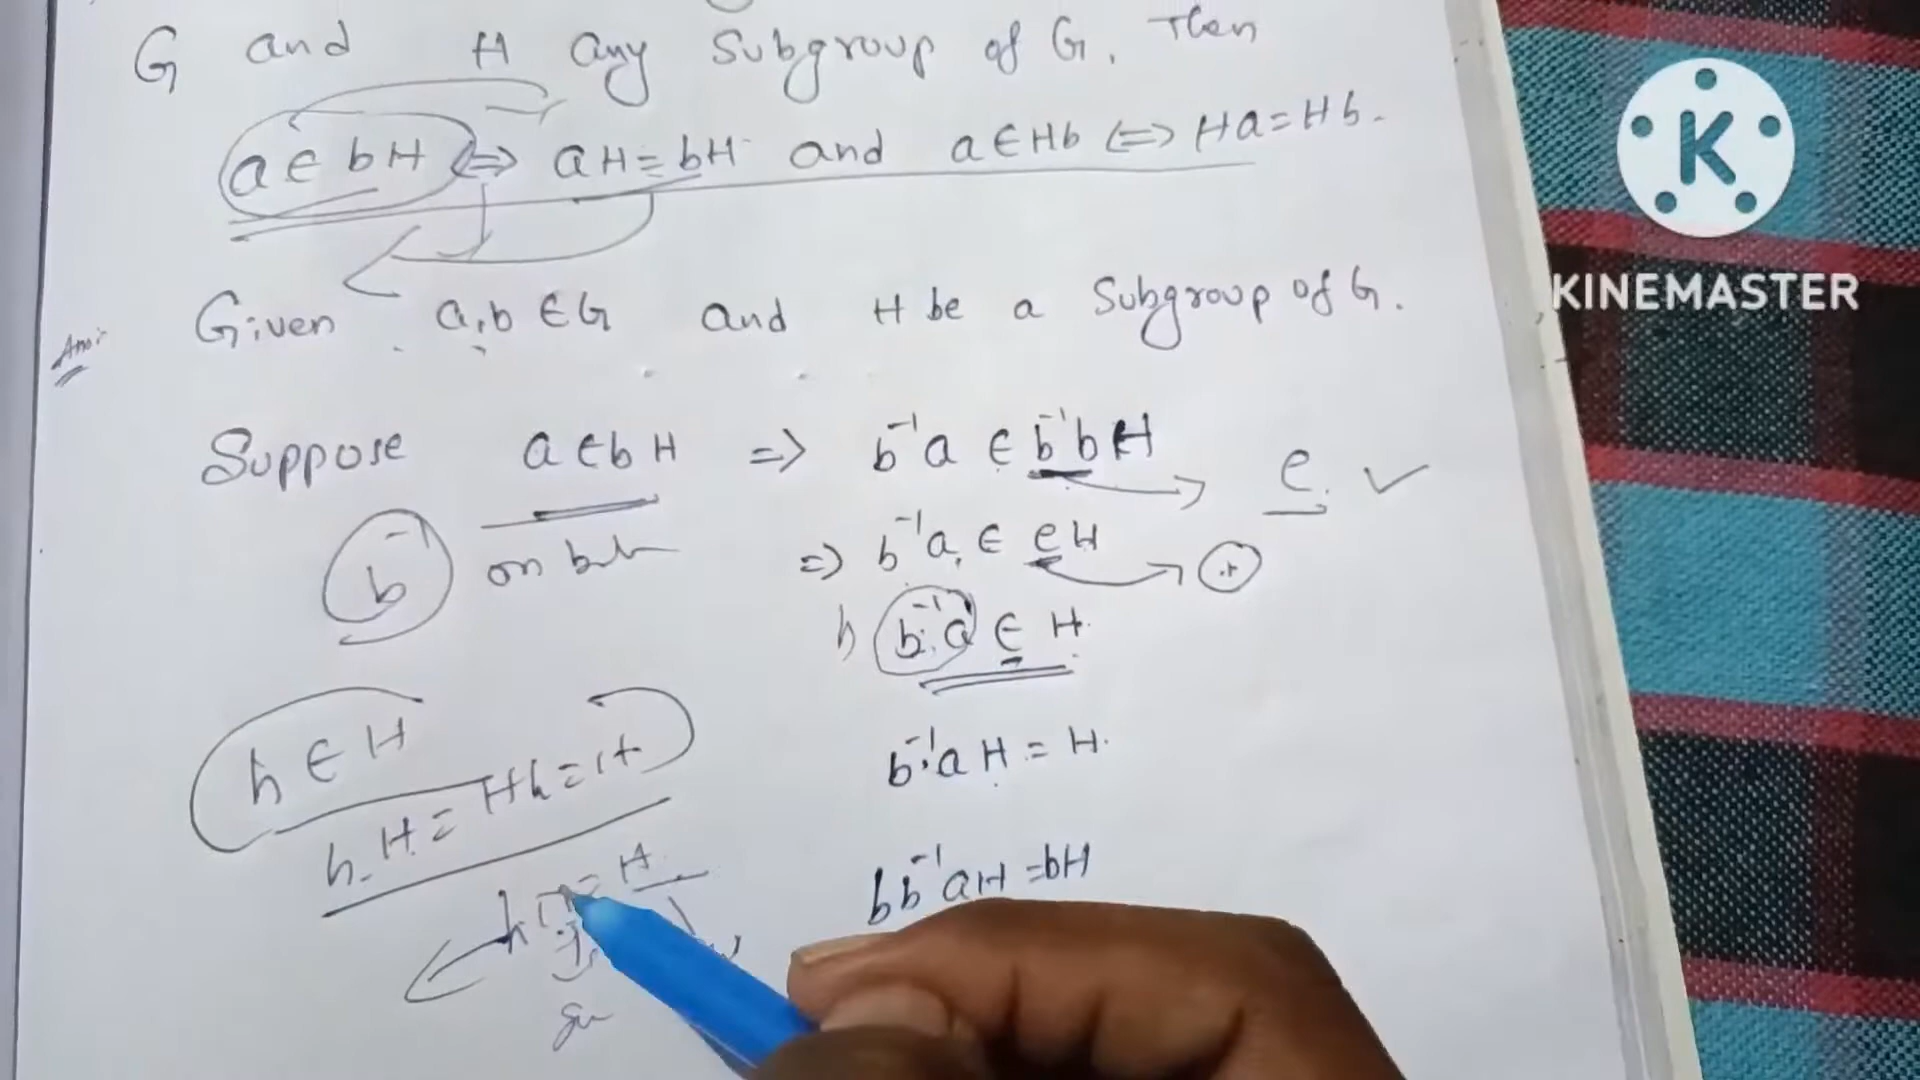 G and H any subgroup of G. Then
a ∈ bH <=> aH = bH and a ∈ Hb <=> Ha = Hb.
Ans:
Given a,b ∈ G and H be a subgroup of G.
Suppose a ∈ bH => b⁻¹a ∈ b⁻¹bH e. ✓
b⁻¹ on
=> b⁻¹a ∈ eH
h b⁻¹a ∈ H.
h ∈ H
h.H = Hh = H
b⁻¹aH = H.
bb⁻¹aH = bH
K
KINEMASTER